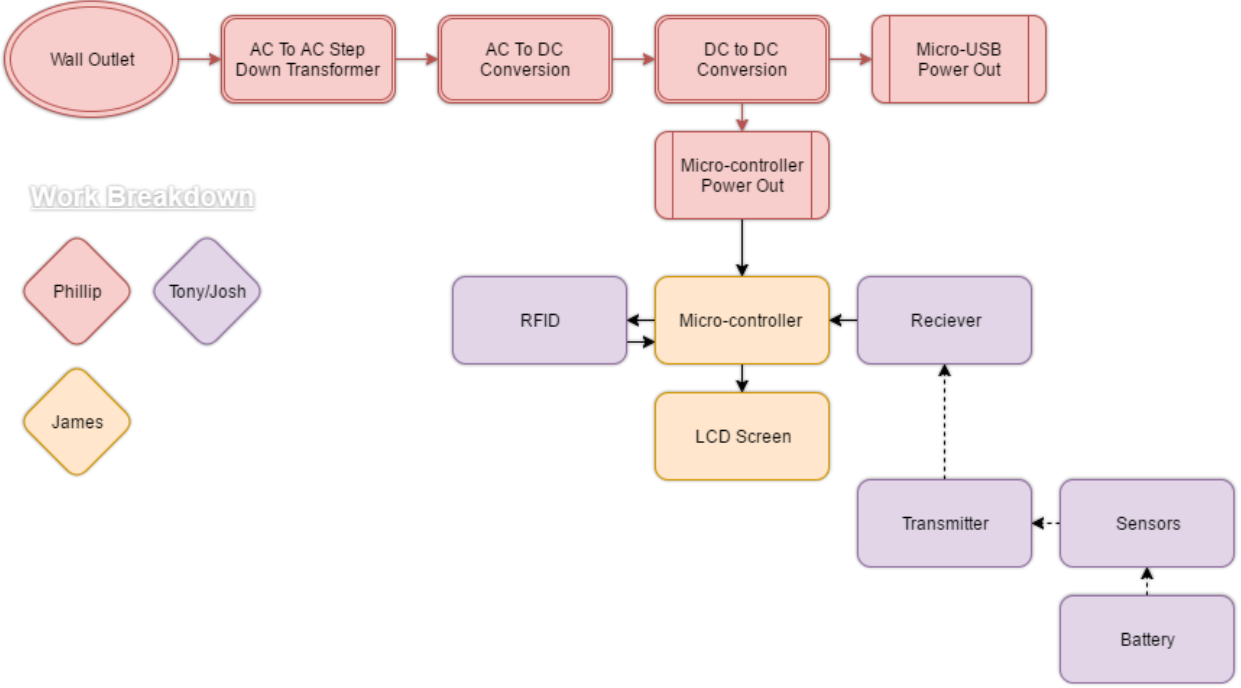 Wall Outlet
AC To AC Step
Down Transformer
AC To DC
Conversion
DC to DC
Conversion
Micro-USB
Power Out
Micro-controller
Power Out
Work Breakdown
Phillip
Tony/Josh
James
RFID
Micro-controller
Reciever
LCD Screen
Transmitter
Sensors
Battery